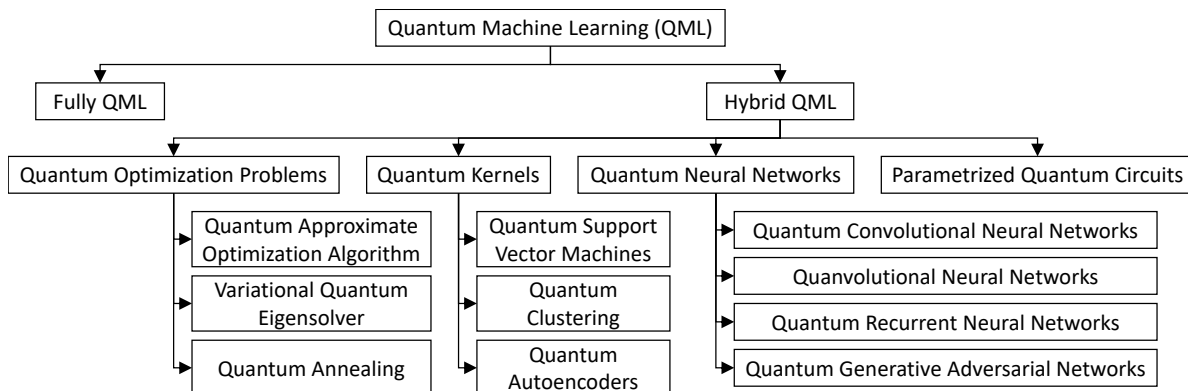 Quantum Machine Learning (QML)
Fully QML
Hybrid QML
Quantum Optimization Problems
Quantum Kernels
Quantum Neural Networks
Parametrized Quantum Circuits
Quantum Approximate
Optimization Algorithm
Variational Quantum
Eigensolver
Quantum Annealing
Quantum Support
Vector Machines
Quantum
Clustering
Quantum
Autoencoders
Quantum Convolutional Neural Networks
Quanvolutional Neural Networks
Quantum Recurrent Neural Networks
Quantum Generative Adversarial Networks